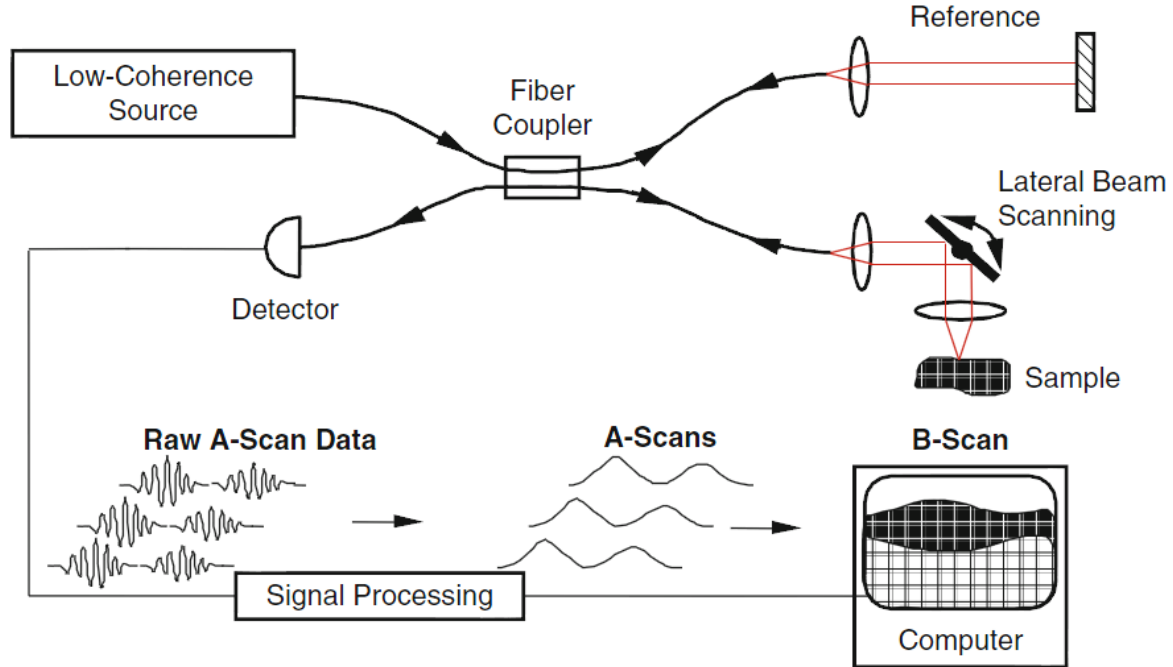 Reference
Low-Coherence
Source
Fiber
Coupler
Lateral Beam
Scanning
Detector
Sample
Raw A-Scan Data
A-Scans
B-Scan
Signal Processing
Computer